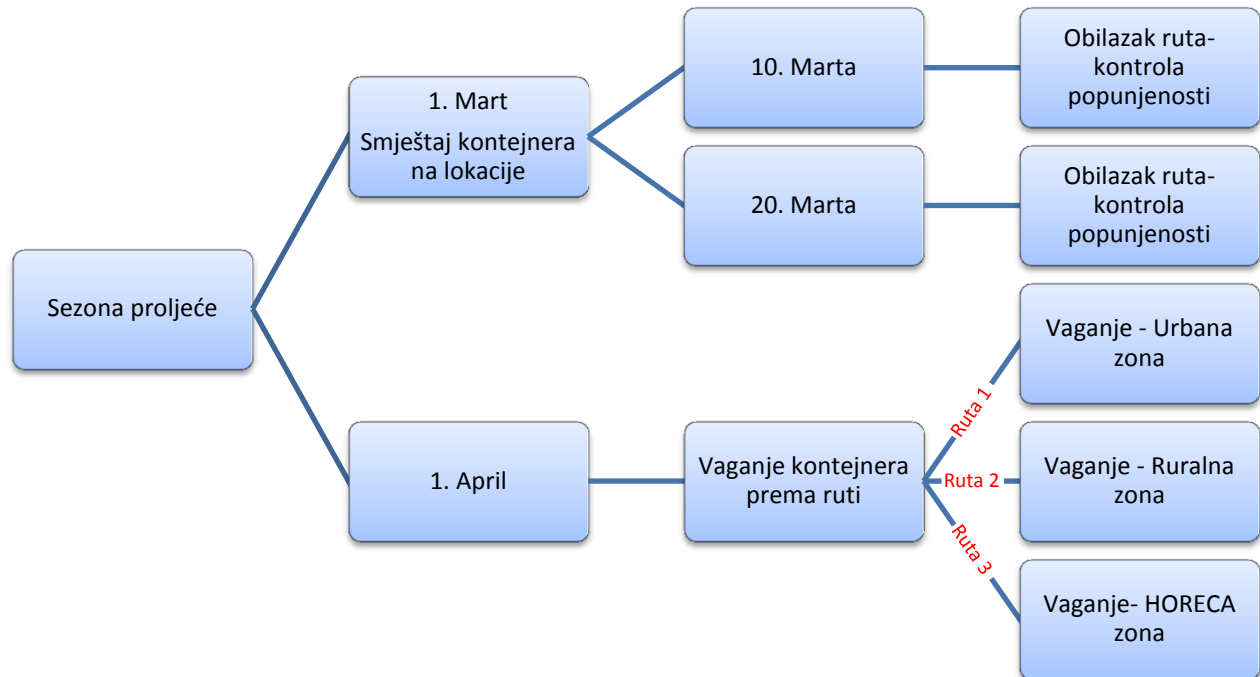 Sezona proljeće
1. Mart
Smještaj kontejnera
na lokacije
10. Marta
Obilazak ruta-
kontrola
popunjenosti
20. Marta
Obilazak ruta-
kontrola
popunjenosti
1. April
Vaganje kontejnera
prema ruti
Ruta 1
Vaganje - Urbana
zona
Ruta 2
Vaganje - Ruralna
zona
Ruta 3
Vaganje- HORECA
zona